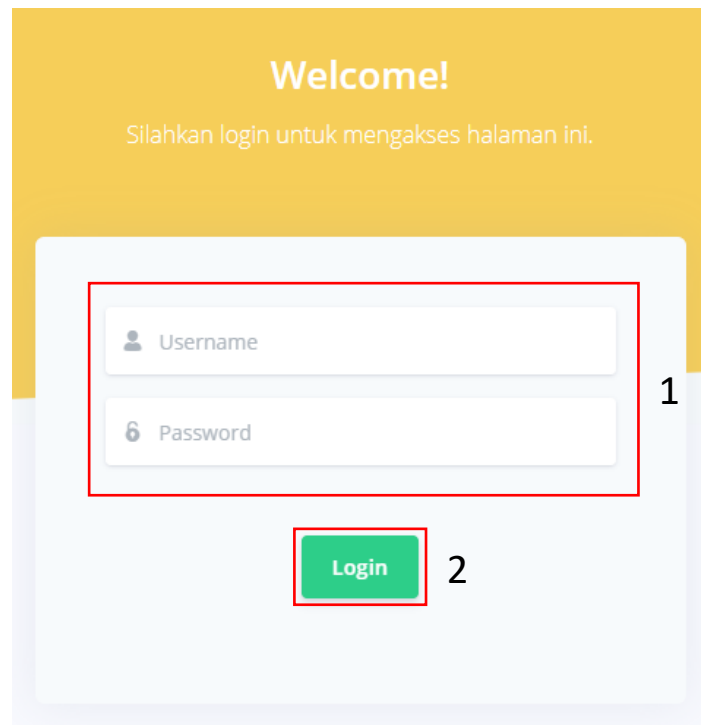 Welcome!
Silahkan login untuk mengakses halaman ini.
Username
1
Password
Login
2